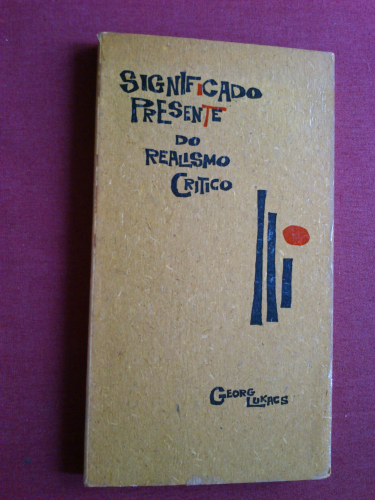 SIGNIFiCADO
PRESENTE
DO
REALISMO
CRITICO
GEORG
LUKACS